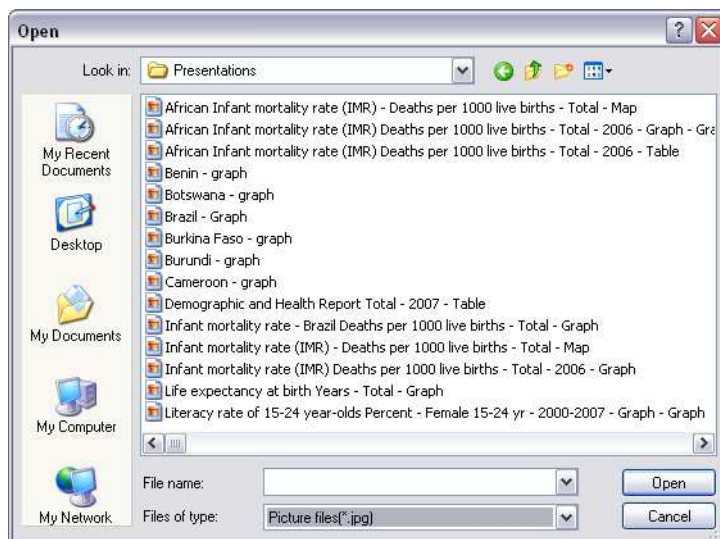 Open
Look in: Presentations
My Recent
Documents
Desktop
My Documents
My Computer
My Network
African Infant mortality rate (IMR) - Deaths per 1000 live births - Total - Map
African Infant mortality rate (IMR) Deaths per 1000 live births - Total - 2006 - Graph - Gra
African Infant mortality rate (IMR) Deaths per 1000 live births - Total - 2006 - Table
Benin - graph
Botswana - graph
Brazil - Graph
Burkina Faso - graph
Burundi - graph
Cameroon - graph
Demographic and Health Report Total - 2007 - Table
Infant mortality rate - Brazil Deaths per 1000 live births - Total - Graph
Infant mortality rate (IMR) - Deaths per 1000 live births - Total - Map
Infant mortality rate (IMR) Deaths per 1000 live births - Total - 2006 - Graph
Life expectancy at birth Years - Total - Graph
Literacy rate of 15-24 year-olds Percent - Female 15-24 yr - 2000-2007 - Graph - Graph
File name: Open
Files of type: Picture files(*.jpg) Cancel